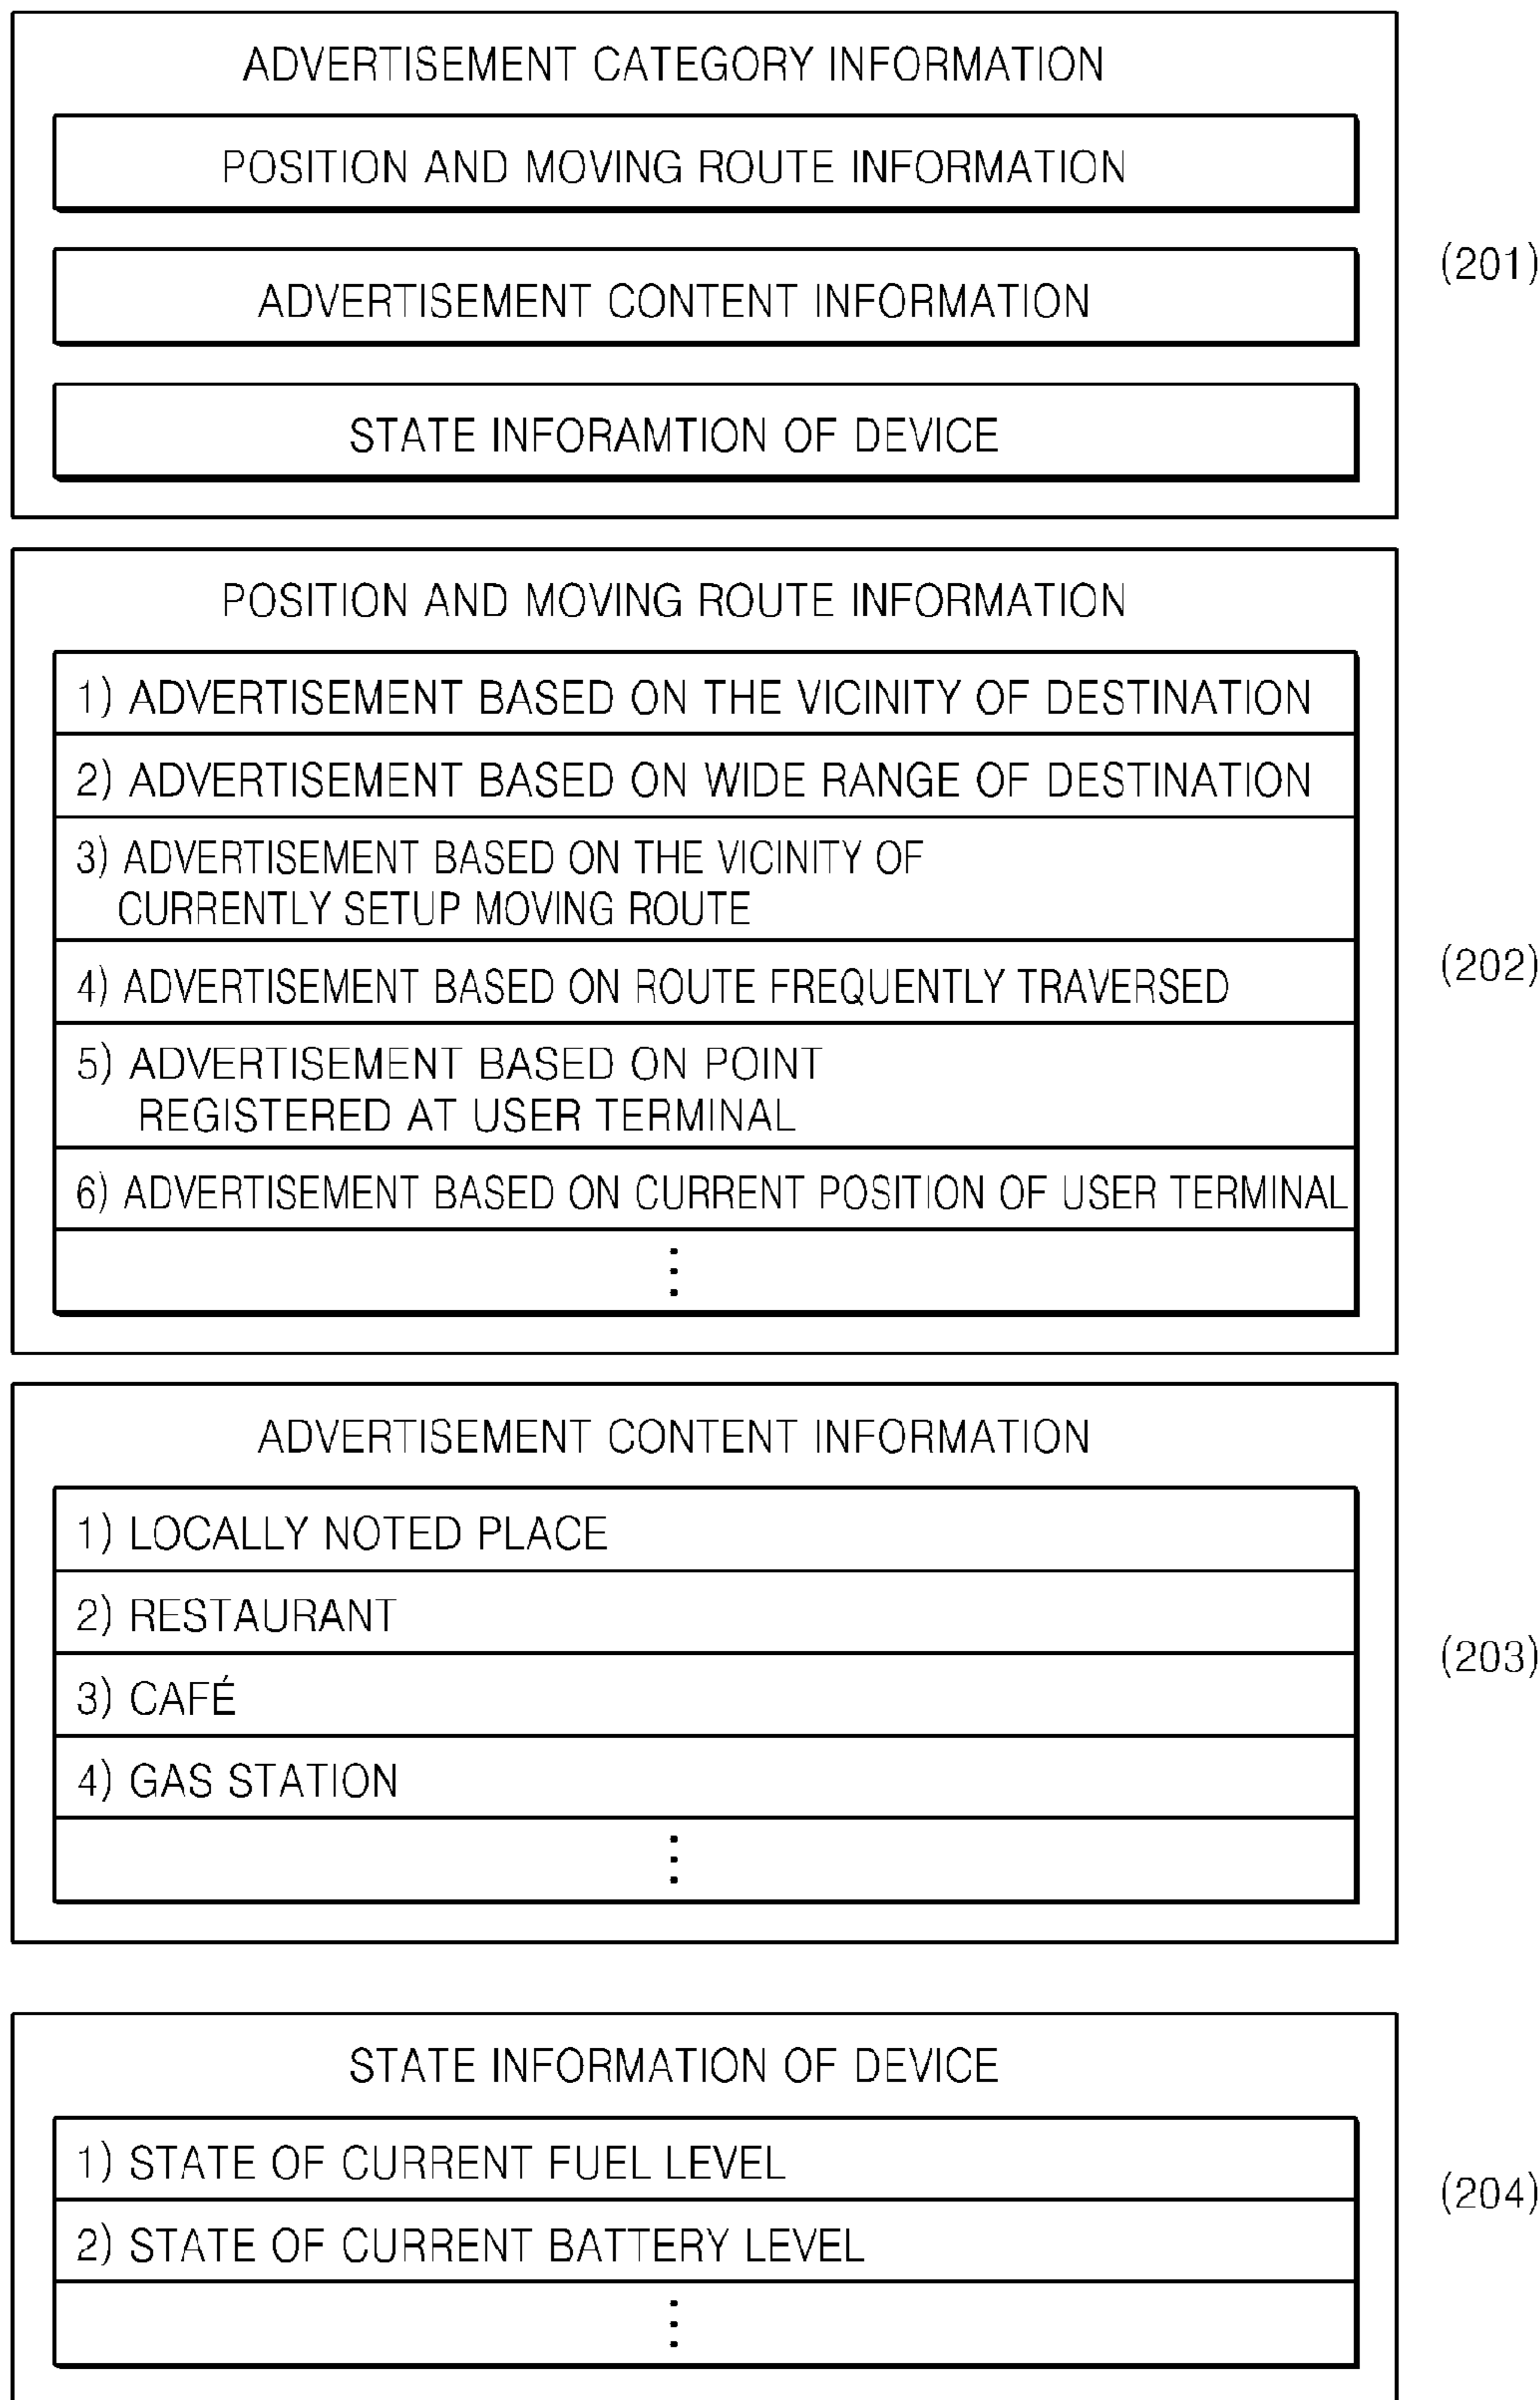 ADVERTISEMENT CATEGORY INFORMATION
POSITION AND MOVING ROUTE INFORMATION
ADVERTISEMENT CONTENT INFORMATION
STATE INFORAMTION OF DEVICE
(201)
POSITION AND MOVING ROUTE INFORMATION
1) ADVERTISEMENT BASED ON THE VICINITY OF DESTINATION
2) ADVERTISEMENT BASED ON WIDE RANGE OF DESTINATION
3) ADVERTISEMENT BASED ON THE VICINITY OF
CURRENTLY SETUP MOVING ROUTE
4) ADVERTISEMENT BASED ON ROUTE FREQUENTLY TRAVERSED
5) ADVERTISEMENT BASED ON POINT
REGISTERED AT USER TERMINAL
6) ADVERTISEMENT BASED ON CURRENT POSITION OF USER TERMINAL
⋮
(202)
ADVERTISEMENT CONTENT INFORMATION
1) LOCALLY NOTED PLACE
2) RESTAURANT
3) CAFÉ
4) GAS STATION
⋮
(203)
STATE INFORMATION OF DEVICE
1) STATE OF CURRENT FUEL LEVEL
2) STATE OF CURRENT BATTERY LEVEL
⋮
(204)